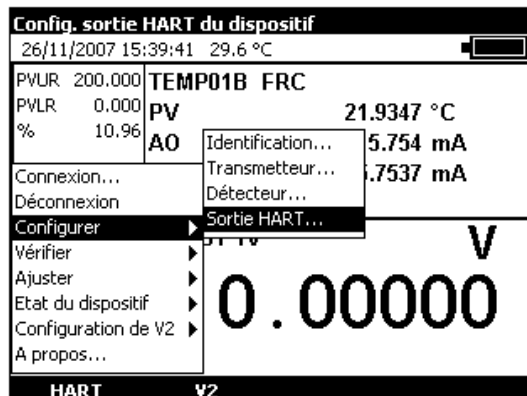 Config. sortie HART du dispositif
26/11/2007 15:39:41 29.6 °C
PVUR 200.000
PVLR 0.000
% 10.96
TEMP01B FRC
PV 21.9347 °C
AO 5.754 mA
.7537 mA
Identification...
Transmetteur...
Détecteur...
Sortie HART...
Connexion...
Déconnexion
Configurer
Vérifier
Ajuster
Etat du dispositif
Configuration de V2
A propos...
1V
V
0.00000
HART V2